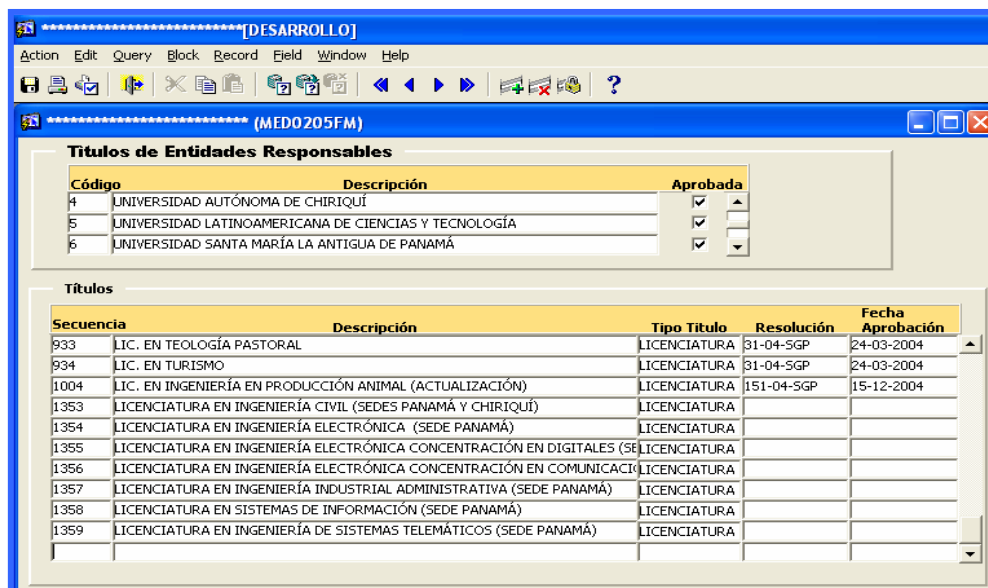 ***************************[DESARROLLO]
Action Edit Query Block Record Field Window Help
*************************** (MED0205FM)
Titulos de Entidades Responsables
Código Descripción Aprobada
4 UNIVERSIDAD AUTÓNOMA DE CHIRIQUÍ
5 UNIVERSIDAD LATINOAMERICANA DE CIENCIAS Y TECNOLOGÍA
6 UNIVERSIDAD SANTA MARÍA LA ANTIGUA DE PANAMÁ
Títulos
Secuencia Descripción Tipo Titulo Resolución Fecha Aprobación
933 LIC. EN TEOLOGÍA PASTORAL LICENCIATURA 31-04-SGP 24-03-2004
934 LIC. EN TURISMO LICENCIATURA 31-04-SGP 24-03-2004
1004 LIC. EN INGENIERÍA EN PRODUCCIÓN ANIMAL (ACTUALIZACIÓN) LICENCIATURA 151-04-SGP 15-12-2004
1353 LICENCIATURA EN INGENIERÍA CIVIL (SEDES PANAMÁ Y CHIRIQUÍ) LICENCIATURA
1354 LICENCIATURA EN INGENIERÍA ELECTRÓNICA (SEDE PANAMÁ) LICENCIATURA
1355 LICENCIATURA EN INGENIERÍA ELECTRÓNICA CONCENTRACIÓN EN DIGITALES (SE LICENCIATURA
1356 LICENCIATURA EN INGENIERÍA ELECTRÓNICA CONCENTRACIÓN EN COMUNICACI LICENCIATURA
1357 LICENCIATURA EN INGENIERÍA INDUSTRIAL ADMINISTRATIVA (SEDE PANAMÁ) LICENCIATURA
1358 LICENCIATURA EN SISTEMAS DE INFORMACIÓN (SEDE PANAMÁ) LICENCIATURA
1359 LICENCIATURA EN INGENIERÍA DE SISTEMAS TELEMÁTICOS (SEDE PANAMÁ) LICENCIATURA